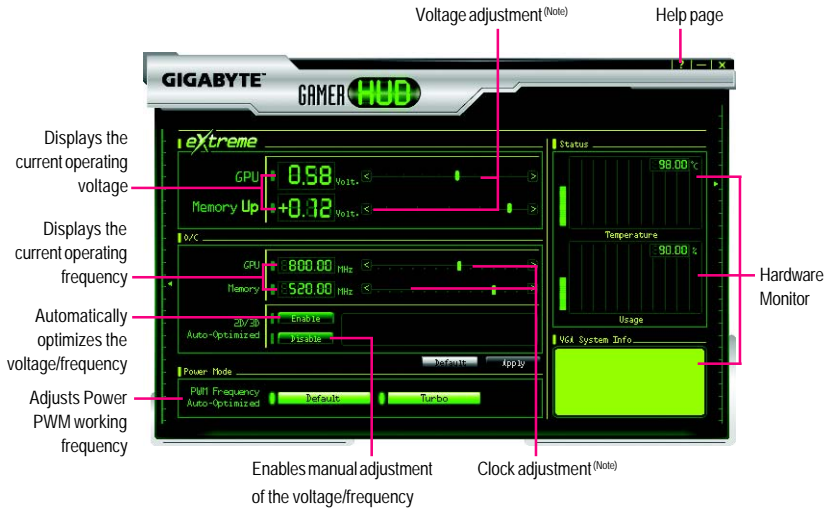 Voltage adjustment (Note)
Help page
? — ×
GIGABYTE™
GAMER HUB
Displays the
current operating
voltage
eXtreme
GPU 0.58 Volt. < >
Memory Up +0.12 Volt. < >
Displays the
current operating
frequency
O/C
GPU 800.00 MHz < >
Memory 520.00 MHz < >
Automatically
optimizes the
voltage/frequency
2D/3D
Auto-Optimized
Enable
Disable
Default Apply
Adjusts Power
PWM working
frequency
Power Mode
PWM Frequency
Auto-Optimized
Default Turbo
Status
98.00 °C
Temperature
90.00 %
Usage
VGA System Info
Hardware
Monitor
Enables manual adjustment
of the voltage/frequency
Clock adjustment (Note)